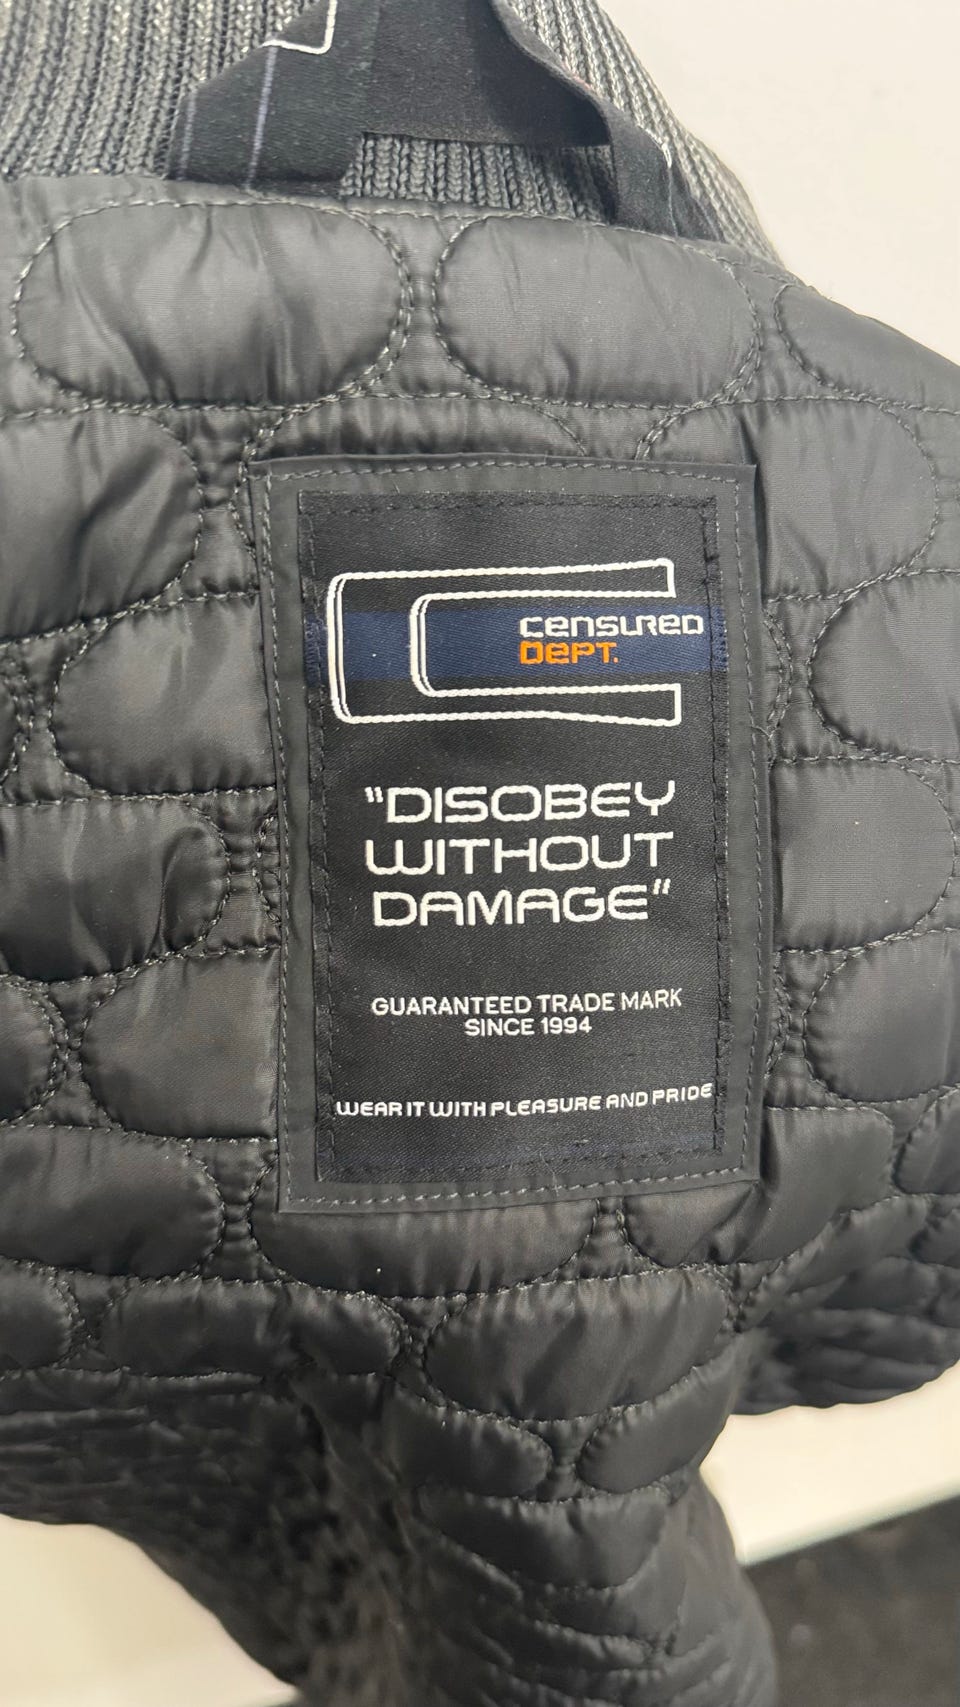 CENSURED
DEPT.
"DISOBEY
WITHOUT
DAMAGE"
GUARANTEED TRADE MARK
SINCE 1994
WEAR IT WITH PLEASURE AND PRIDE